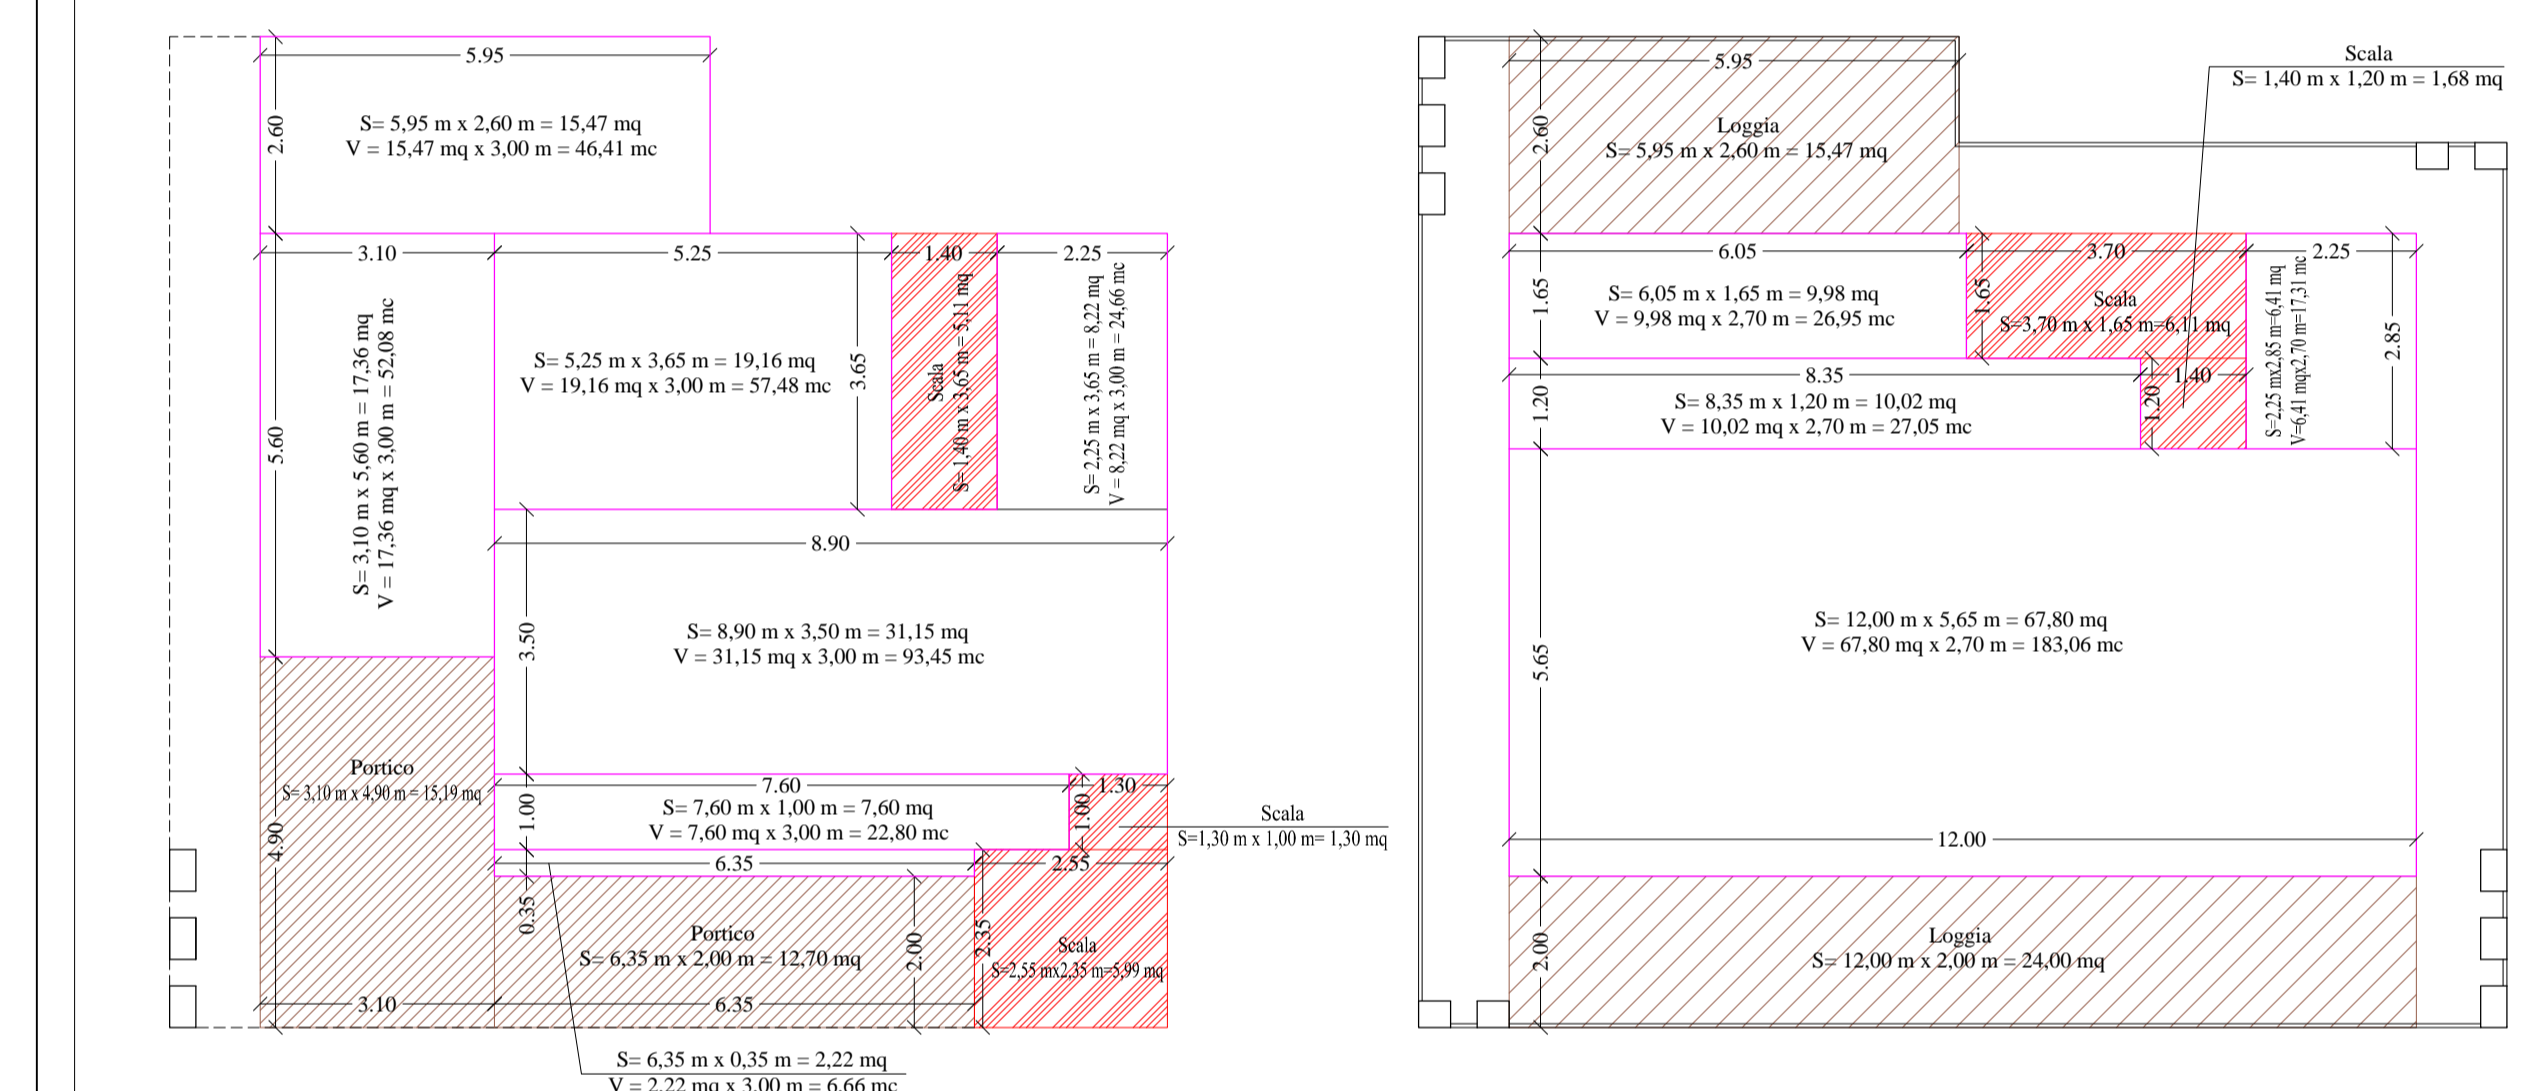 5.95
2.60
S= 5,95 m x 2,60 m = 15,47 mq
V = 15,47 mq x 3,00 m = 46,41 mc
3.10
5.25
1.40
2.25
5.60
S= 3,10 m x 5,60 m = 17,36 mq
V = 17,36 mq x 3,00 m = 52,08 mc
S= 5,25 m x 3,65 m = 19,16 mq
V = 19,16 mq x 3,00 m = 57,48 mc
3.65
Scala
S= 1,40 m x 3,65 m = 5,11 mq
S= 2,25 m x 3,65 m = 8,22 mq
V = 8,22 mq x 3,00 m = 24,66 mc
8.90
3.50
S= 8,90 m x 3,50 m = 31,15 mq
V = 31,15 mq x 3,00 m = 93,45 mc
Portico
S= 3,10 m x 4,90 m = 15,19 mq
4.90
7.60
1.30
1.00
S= 7,60 m x 1,00 m = 7,60 mq
V = 7,60 mq x 3,00 m = 22,80 mc
1.00
Scala
S=1,30 m x 1,00 m= 1,30 mq
6.35
2.55
0.35
Portico
S= 6,35 m x 2,00 m = 12,70 mq
2.00
2.35
Scala
S=2,55 mx2,35 m=5,99 mq
3.10
6.35
S= 6,35 m x 0,35 m = 2,22 mq
V = 2,22 mq x 3,00 m = 6,66 mc
5.95
2.60
Loggia
S= 5,95 m x 2,60 m = 15,47 mq
Scala
S= 1,40 m x 1,20 m = 1,68 mq
6.05
3.70
2.25
1.65
S= 6,05 m x 1,65 m = 9,98 mq
V = 9,98 mq x 2,70 m = 26,95 mc
1.65
Scala
S=3,70 m x 1,65 m=6,11 mq
S=2,25 mx2,85 m=6,41 mq
V=6,41 mqx2,70 m=17,31 mc
2.85
8.35
1.40
1.20
S= 8,35 m x 1,20 m = 10,02 mq
V = 10,02 mq x 2,70 m = 27,05 mc
1.20
5.65
S= 12,00 m x 5,65 m = 67,80 mq
V = 67,80 mq x 2,70 m = 183,06 mc
12.00
2.00
Loggia
S= 12,00 m x 2,00 m = 24,00 mq